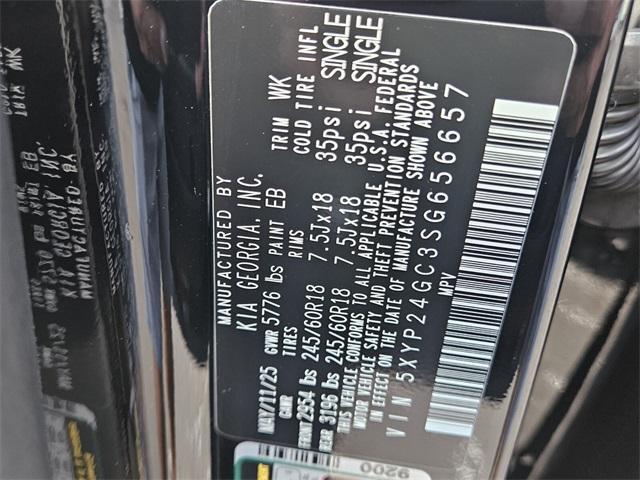 MANUFACTURED BY
KIA GEORGIA, INC.
MAY/11/25 GVWR 5776 lbs PAINT EB TRIM WK
GAWR TIRES RIMS COLD TIRE INFL
FRONT 2954 lbs 245/60R18 7.5Jx18 35psi SINGLE
REAR 3196 lbs 245/60R18 7.5Jx18 35psi SINGLE
THIS VEHICLE CONFORMS TO ALL APPLICABLE U.S.A. FEDERAL
MOTOR VEHICLE SAFETY AND THEFT PREVENTION STANDARDS
IN EFFECT ON THE DATE OF MANUFACTURE SHOWN ABOVE
VIN 5XYP24GC3SG656657
MPV
9200